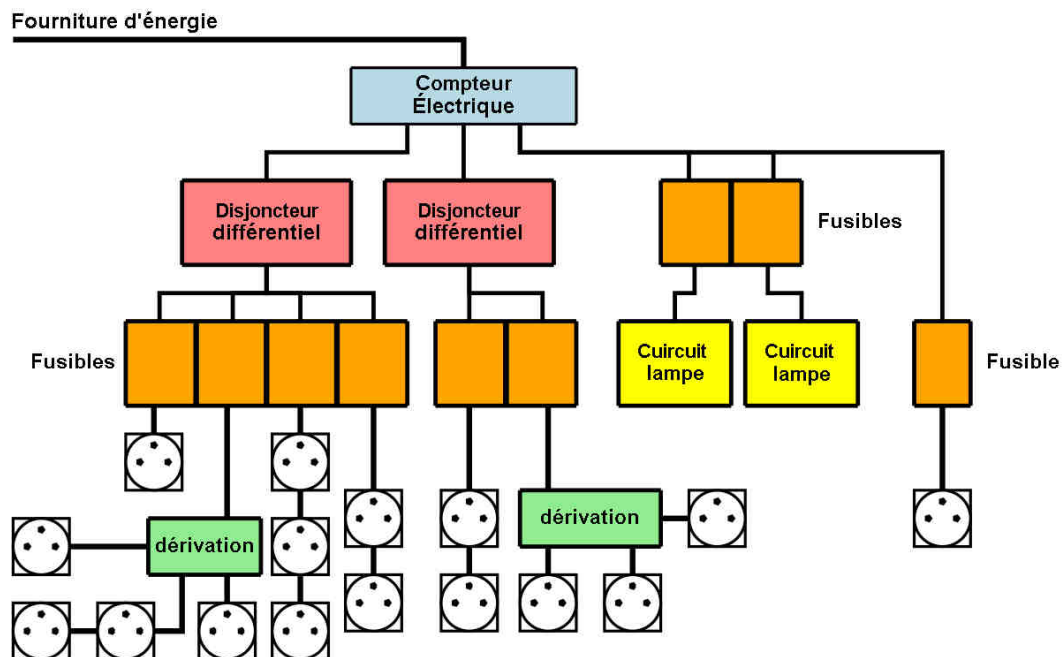 Fourniture d'énergie
Compteur
Électrique
Disjoncteur
différentiel
Disjoncteur
différentiel
Fusibles
Fusibles
Cuircuit
lampe
Cuircuit
lampe
Fusible
dérivation
dérivation